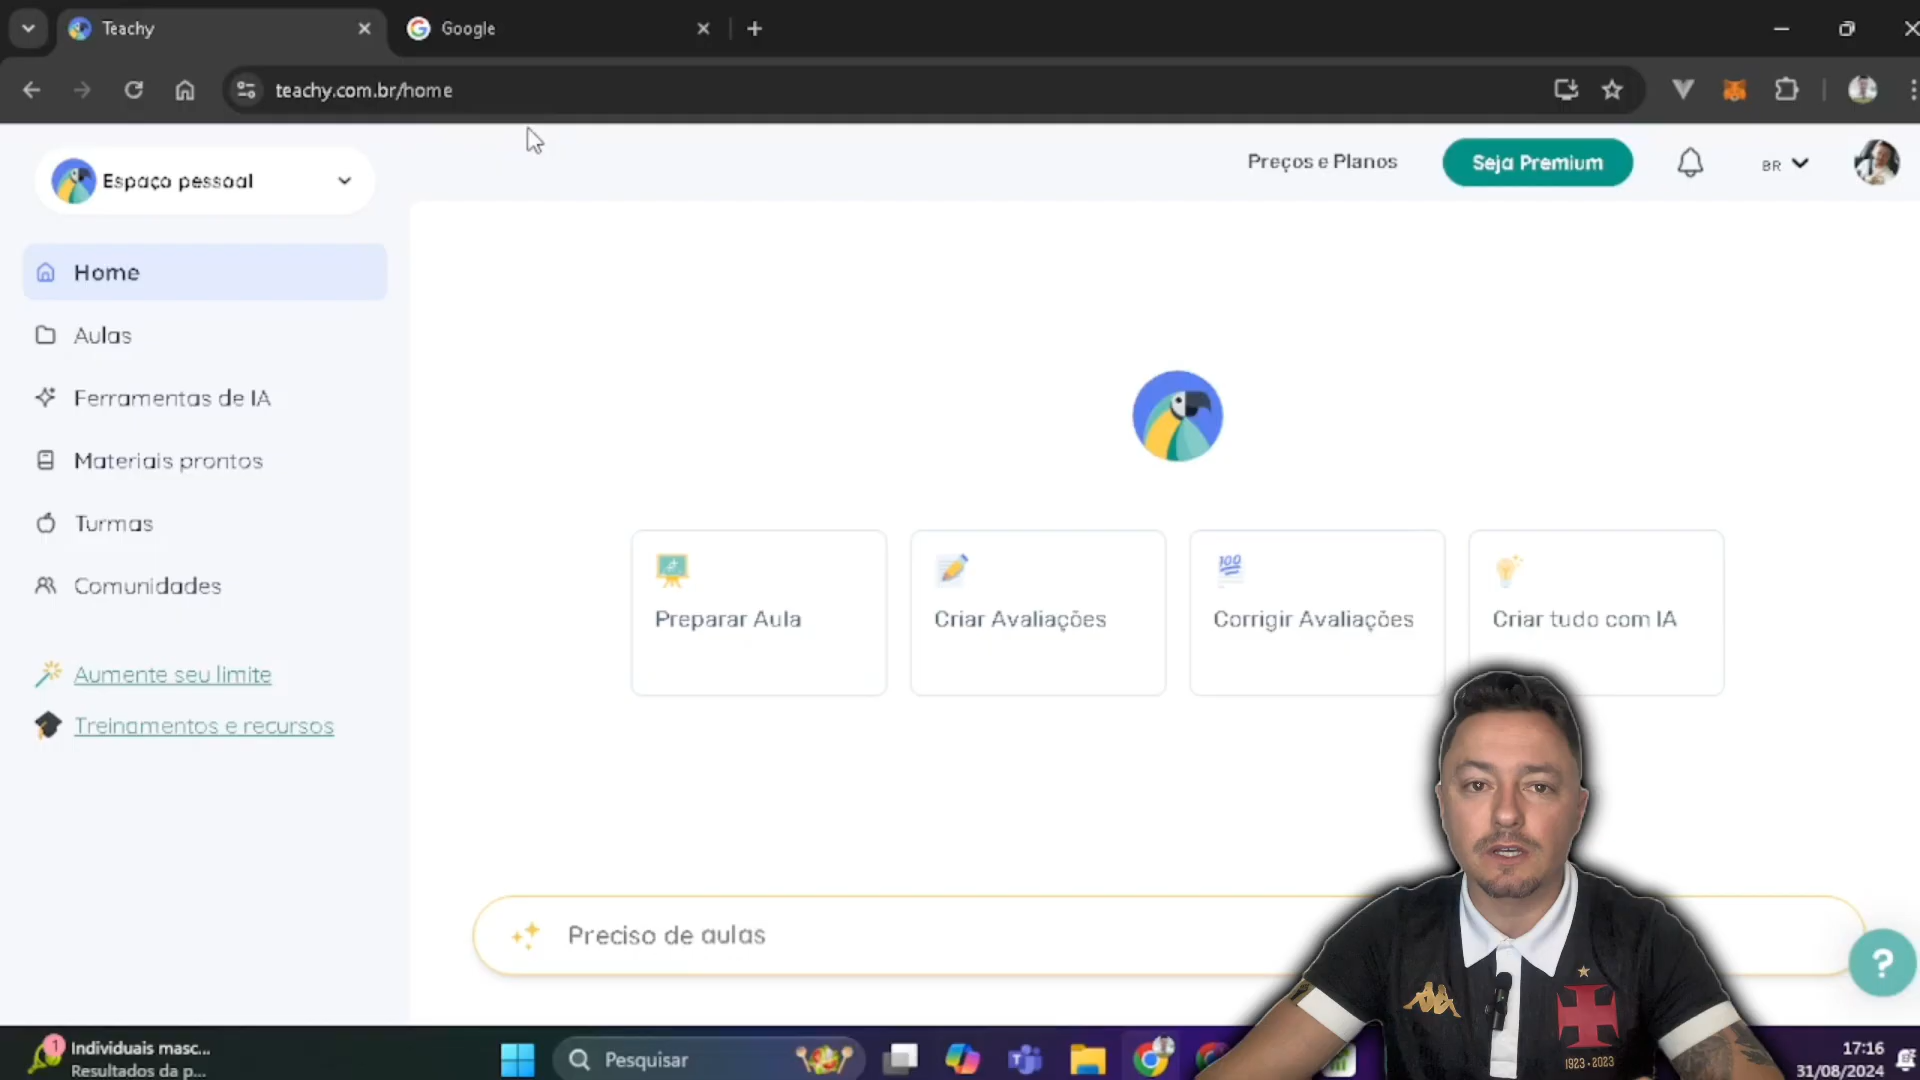 Teachy
Google
teachy.com.br/home
Espaço pessoal
Preços e Planos
Seja Premium
BR
Home
Aulas
Ferramentas de IA
Materiais prontos
Turmas
Comunidades
Aumente seu limite
Treinamentos e recursos
Preparar Aula
Criar Avaliações
100
Corrigir Avaliações
Criar tudo com IA
Preciso de aulas
?
1923 - 2023
1
Individuais masc...
Resultados da p...
Pesquisar
17:16
31/08/2024